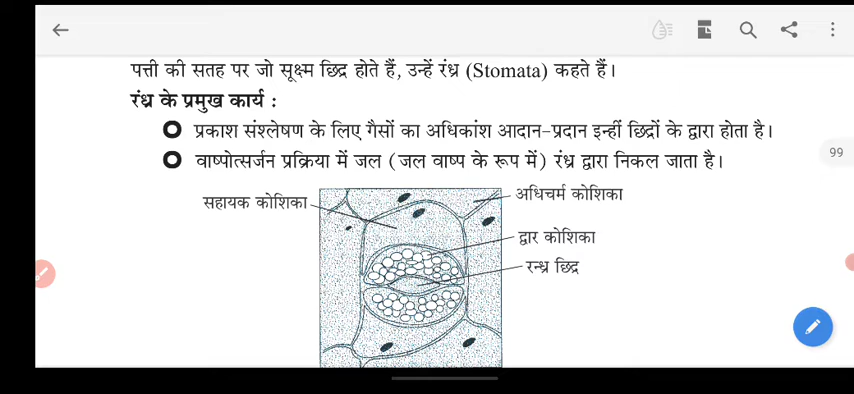 पत्ती की सतह पर जो सूक्ष्म छिद्र होते हैं, उन्हें रंध्र (Stomata) कहते हैं।
रंध्र के प्रमुख कार्य :
प्रकाश संश्लेषण के लिए गैसों का अधिकांश आदान-प्रदान इन्हीं छिद्रों के द्वारा होता है।
99
वाष्पोत्सर्जन प्रक्रिया में जल (जल वाष्प के रूप में) रंध्र द्वारा निकल जाता है।
सहायक कोशिका
अधिचर्म कोशिका
द्वार कोशिका
रन्ध्र छिद्र